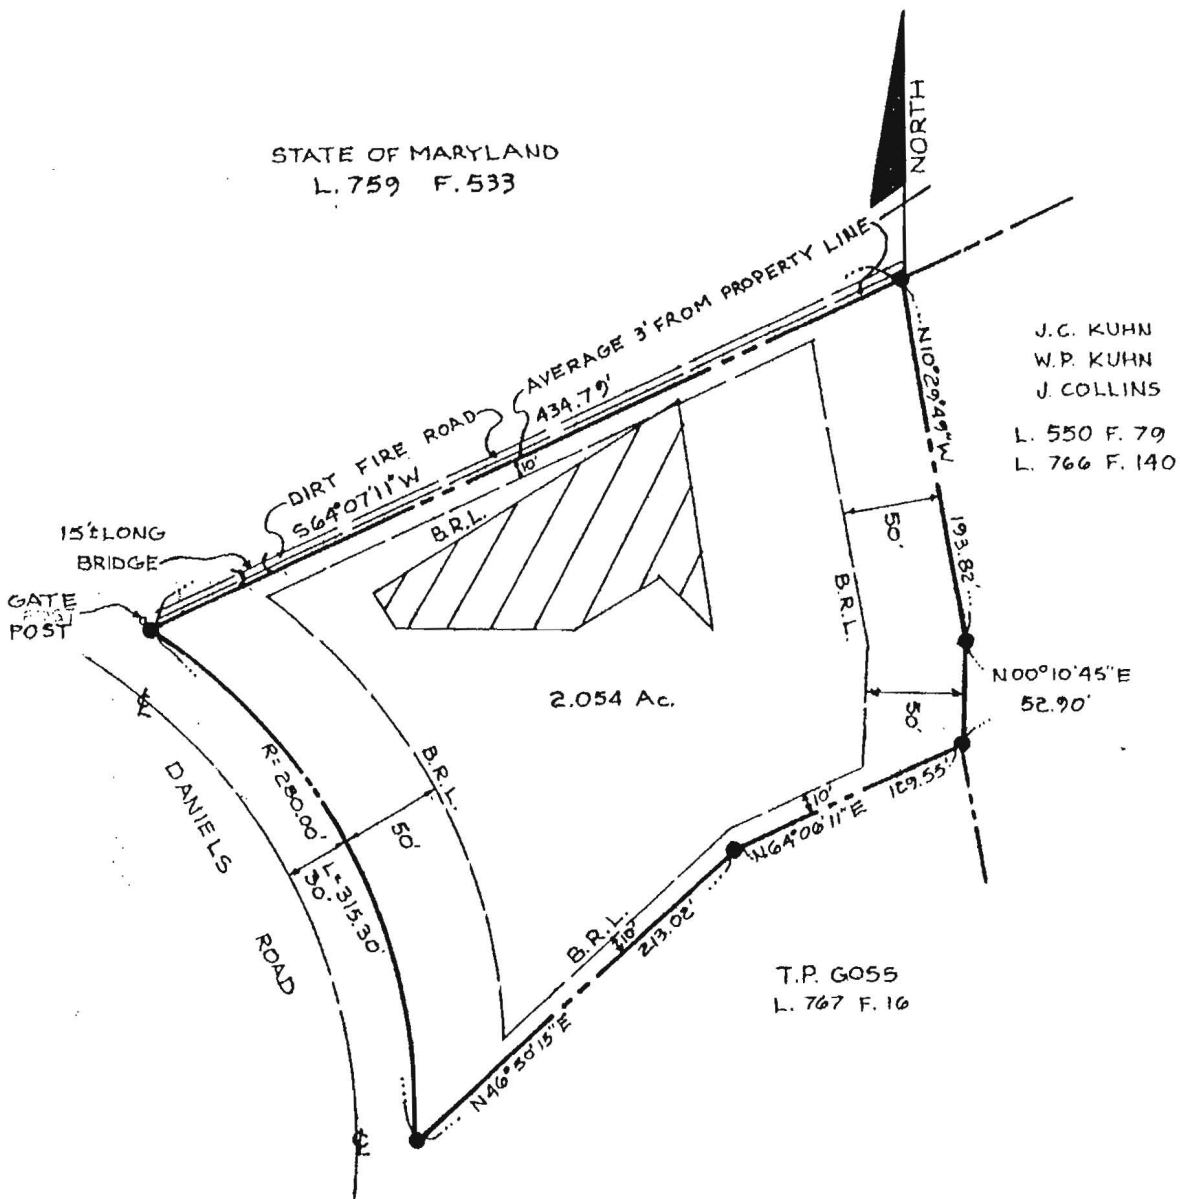 NORTH
STATE OF MARYLAND
L. 759 F. 533
AVERAGE 3' FROM PROPERTY LINE
434.79'
DIRT FIRE ROAD
S64°07'11"W
10'
15'± LONG
BRIDGE
GATE
POST
B.R.L.
J.C. KUHN
W.P. KUHN
J. COLLINS
L. 550 F. 79
L. 766 F. 140
N10°29'49"W
193.82'
50'
B.R.L.
N00°10'45"E
52.90'
50'
2.054 Ac.
℄
R=280.00'
L=315.30'
B.R.L.
50'
30'
DANIELS
ROAD
10'
129.55'
N64°06'11"E
B.R.L.
10'
213.02'
N46°50'15"E
T.P. GOSS
L. 767 F. 16
℄